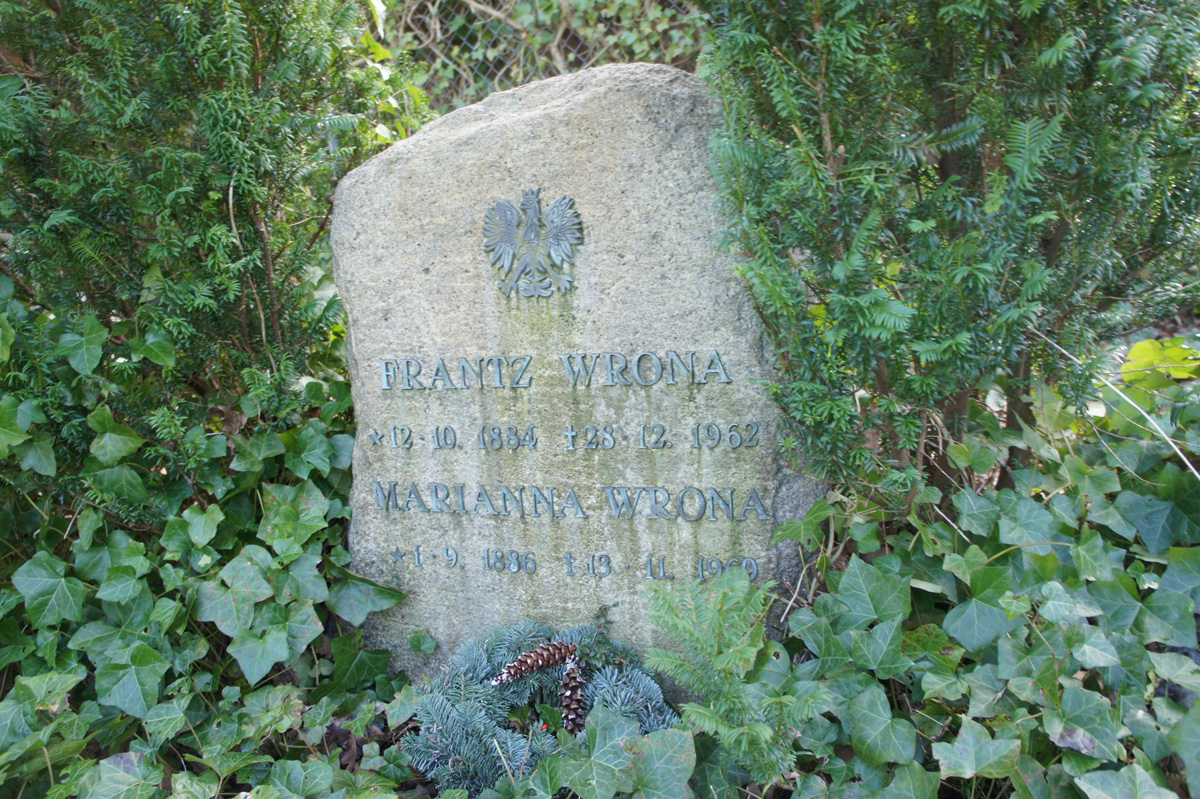 FRANTZ WRONA
*12·10. 1884 †28·12. 1962
MARIANNA WRONA
*1·9. 1886 †13·11. 1969